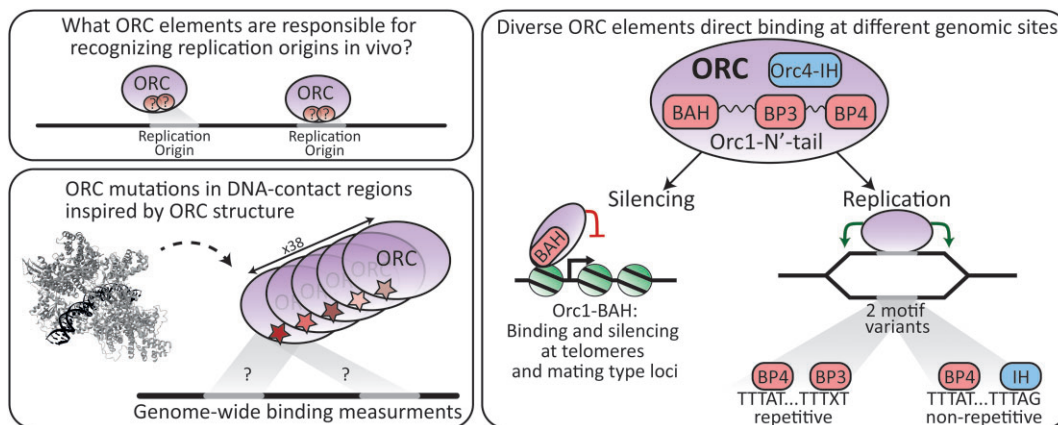 What ORC elements are responsible for
recognizing replication origins in vivo?
ORC
? ?
ORC
? ?
Replication
Origin
Replication
Origin
ORC mutations in DNA-contact regions
inspired by ORC structure
x38
ORC
ORC
ORC
ORC
ORC
?
?
Genome-wide binding measurments
Diverse ORC elements direct binding at different genomic sites
ORC
Orc4-IH
BAH
BP3
BP4
Orc1-N'-tail
Silencing
Replication
BAH
Orc1-BAH:
Binding and silencing
at telomeres
and mating type loci
2 motif
variants
BP4
BP3
TTTAT...TTTXT
repetitive
BP4
IH
TTTAT...TTTAG
non-repetitive